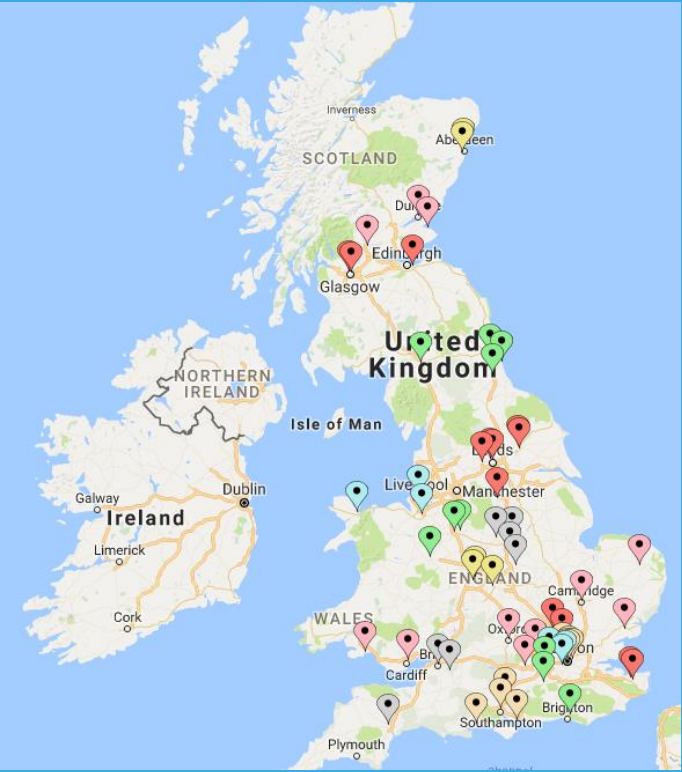 Inverness
Aberdeen
SCOTLAND
Edinburgh
Glasgow
United
Kingdom
NORTHERN
IRELAND
Isle of Man
Leeds
Liverpool
Manchester
Dublin
Galway
Ireland
Limerick
ENGLAND
Cambridge
Cork
WALES
Oxford
Cardiff
Brighton
Southampton
Plymouth
Channel